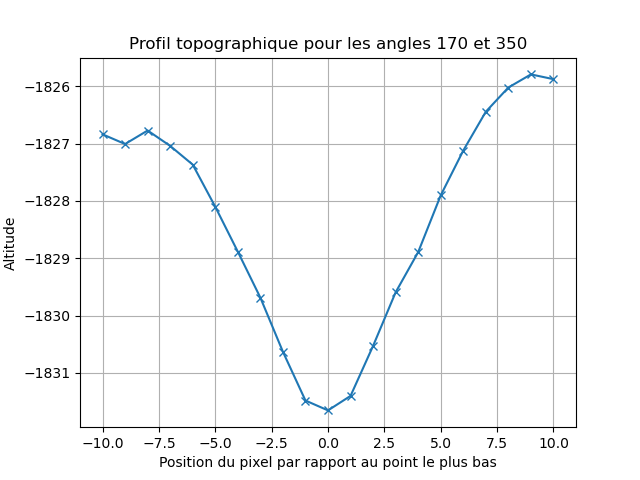 Profil topographique pour les angles 170 et 350
Altitude
−1826
−1827
−1828
−1829
−1830
−1831
−10.0 −7.5 −5.0 −2.5 0.0 2.5 5.0 7.5 10.0
Position du pixel par rapport au point le plus bas